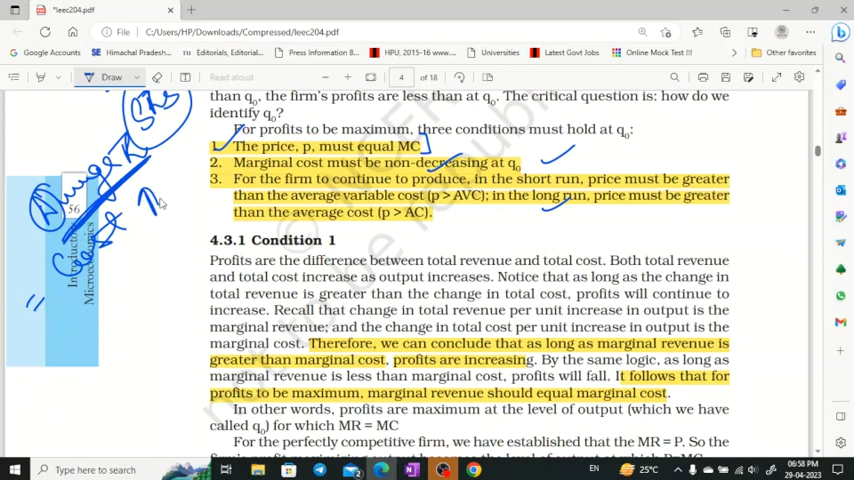 *leec204.pdf
File
C:/Users/HP/Downloads/Compressed/leec204.pdf
Google Accounts
Himachal Pradesh...
Editorials, Editorial...
Press Information B...
HPU, 2015-16 www....
Universities
Latest Govt Jobs
Online Mock Test !!!
Other favorites
Draw
Read aloud
4
of 18
than q0, the firm's profits are less than at q0. The critical question is: how do we
identify q0?
For profits to be maximum, three conditions must hold at q0:
1. The price, p, must equal MC
2. Marginal cost must be non-decreasing at q0
3. For the firm to continue to produce, in the short run, price must be greater
than the average variable cost (p > AVC); in the long run, price must be greater
than the average cost (p > AC).
56
Introductory
Microeconomics
Cost
=
4.3.1 Condition 1
Profits are the difference between total revenue and total cost. Both total revenue
and total cost increase as output increases. Notice that as long as the change in
total revenue is greater than the change in total cost, profits will continue to
increase. Recall that change in total revenue per unit increase in output is the
marginal revenue; and the change in total cost per unit increase in output is the
marginal cost. Therefore, we can conclude that as long as marginal revenue is
greater than marginal cost, profits are increasing. By the same logic, as long as
marginal revenue is less than marginal cost, profits will fall. It follows that for
profits to be maximum, marginal revenue should equal marginal cost.
In other words, profits are maximum at the level of output (which we have
called q0) for which MR = MC
For the perfectly competitive firm, we have established that the MR = P. So the
© NCERT
not to be republished
Type here to search
2
EN
25°C
06:58 PM
29-04-2023